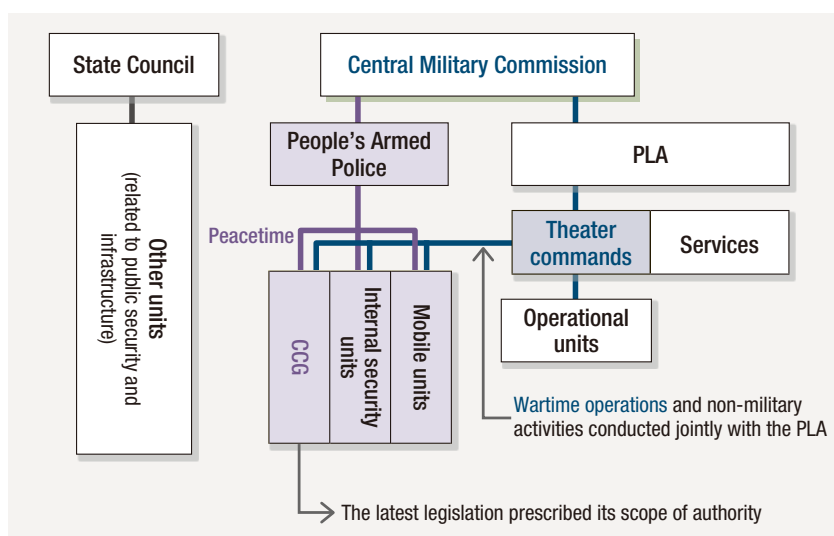 State Council
Central Military Commission
People's Armed
Police
PLA
Other units
(related to public security and
infrastructure)
Peacetime
Theater
commands
Services
CCG
Internal security
units
Mobile units
Operational
units
Wartime operations and non-military
activities conducted jointly with the PLA
The latest legislation prescribed its scope of authority